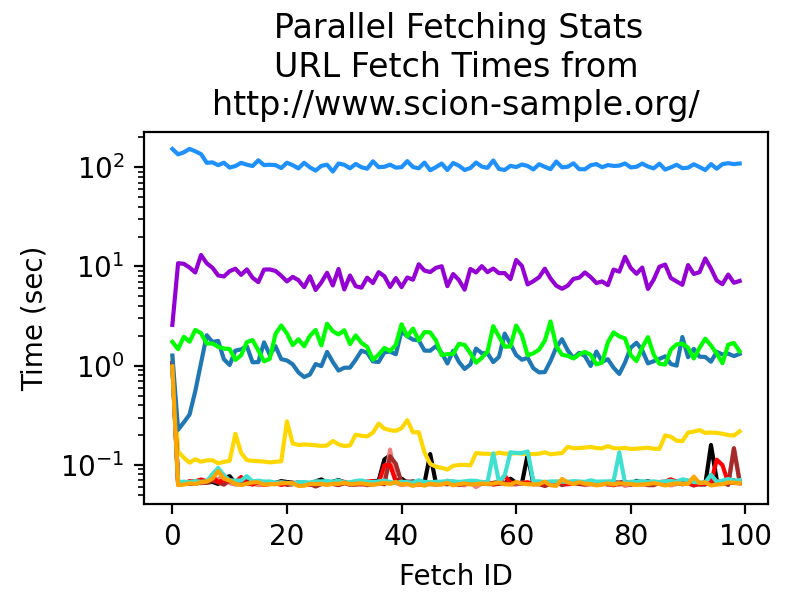 Parallel Fetching Stats
URL Fetch Times from
http://www.scion-sample.org/
Time (sec)
10²
10¹
10⁰
10⁻¹
0 20 40 60 80 100
Fetch ID